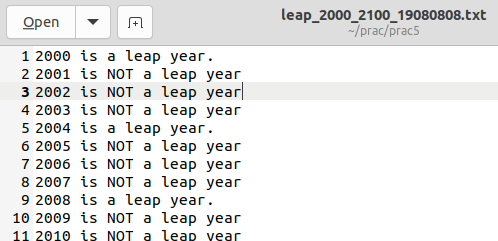 Open
leap_2000_2100_19080808.txt
~/prac/prac5
1 2000 is a leap year.
2 2001 is NOT a leap year
3 2002 is NOT a leap year
4 2003 is NOT a leap year
5 2004 is a leap year.
6 2005 is NOT a leap year
7 2006 is NOT a leap year
8 2007 is NOT a leap year
9 2008 is a leap year.
10 2009 is NOT a leap year
11 2010 is NOT a leap year